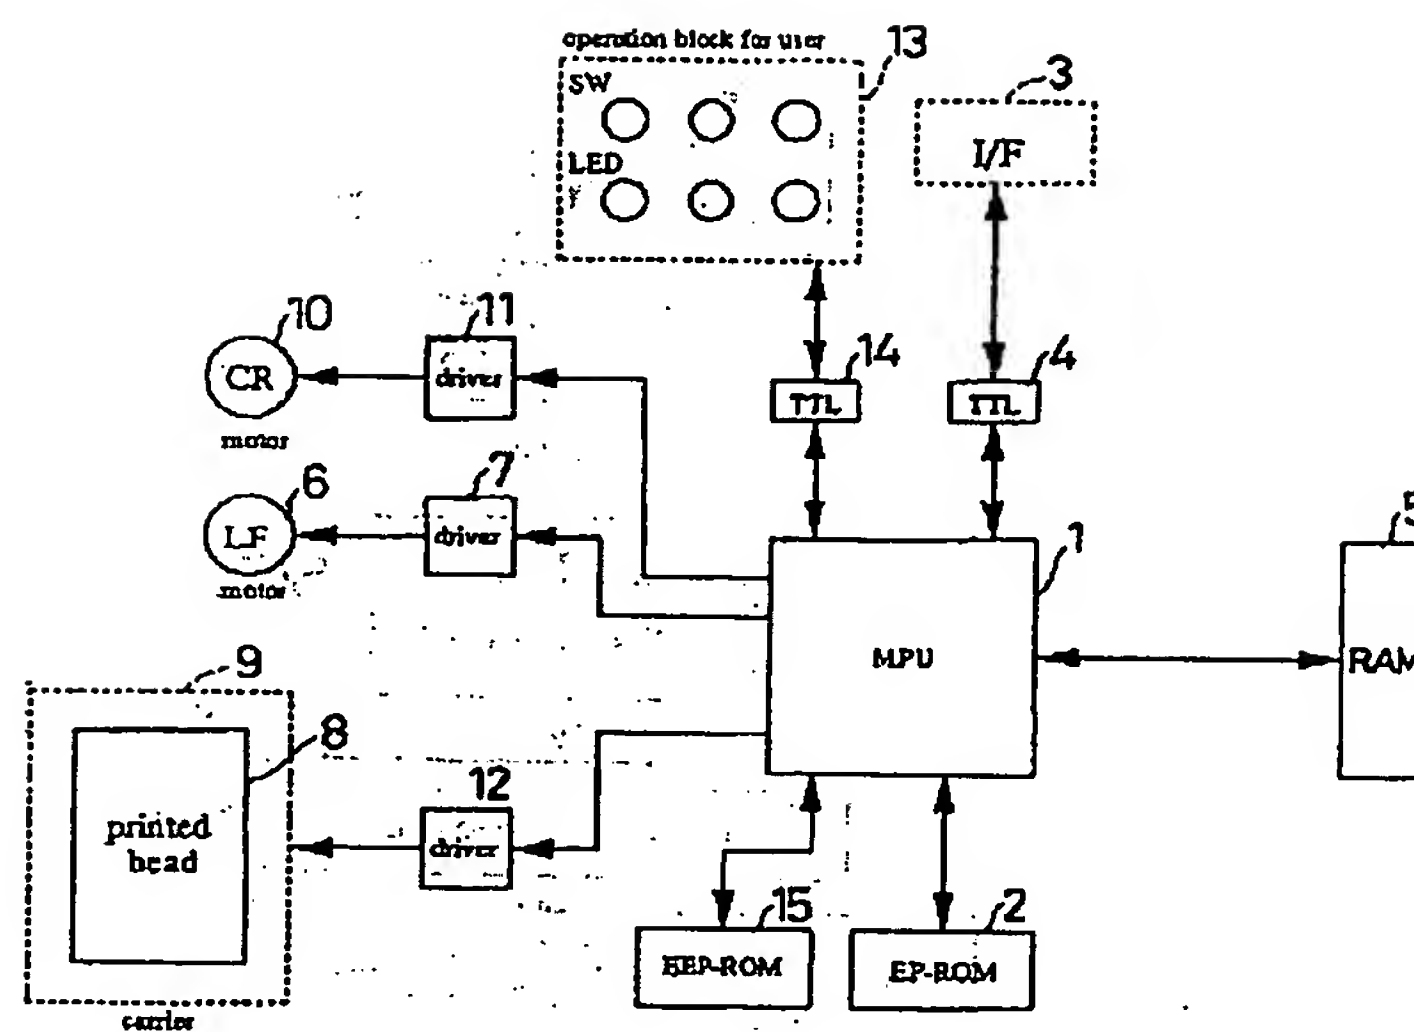 operation block for user
13
3
SW
I/F
LED
10
11
14
4
CR
driver
TTL
TTL
motor
6
7
5
LF
driver
1
motor
MPU
RAM
9
8
12
printed
head
driver
15
2
EEP-ROM
EP-ROM
carrier